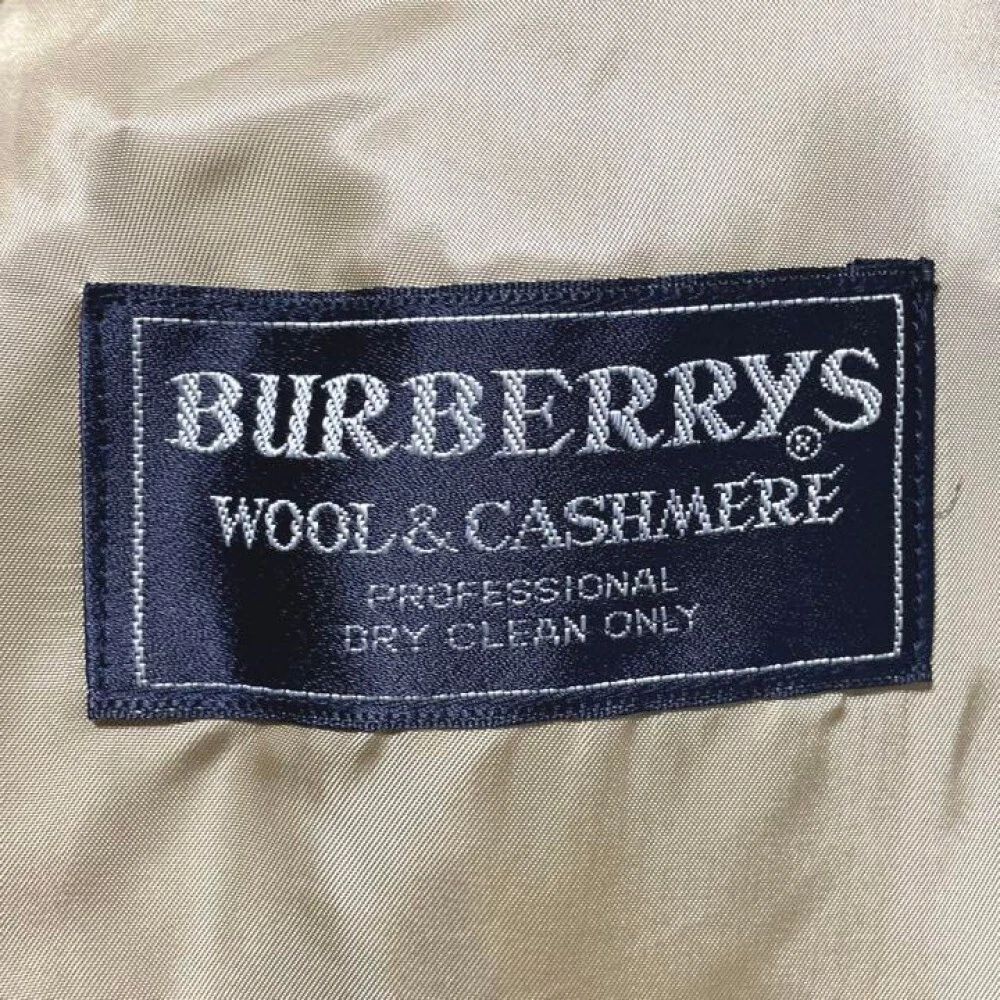 BURBERRYS®
WOOL & CASHMERE
PROFESSIONAL
DRY CLEAN ONLY